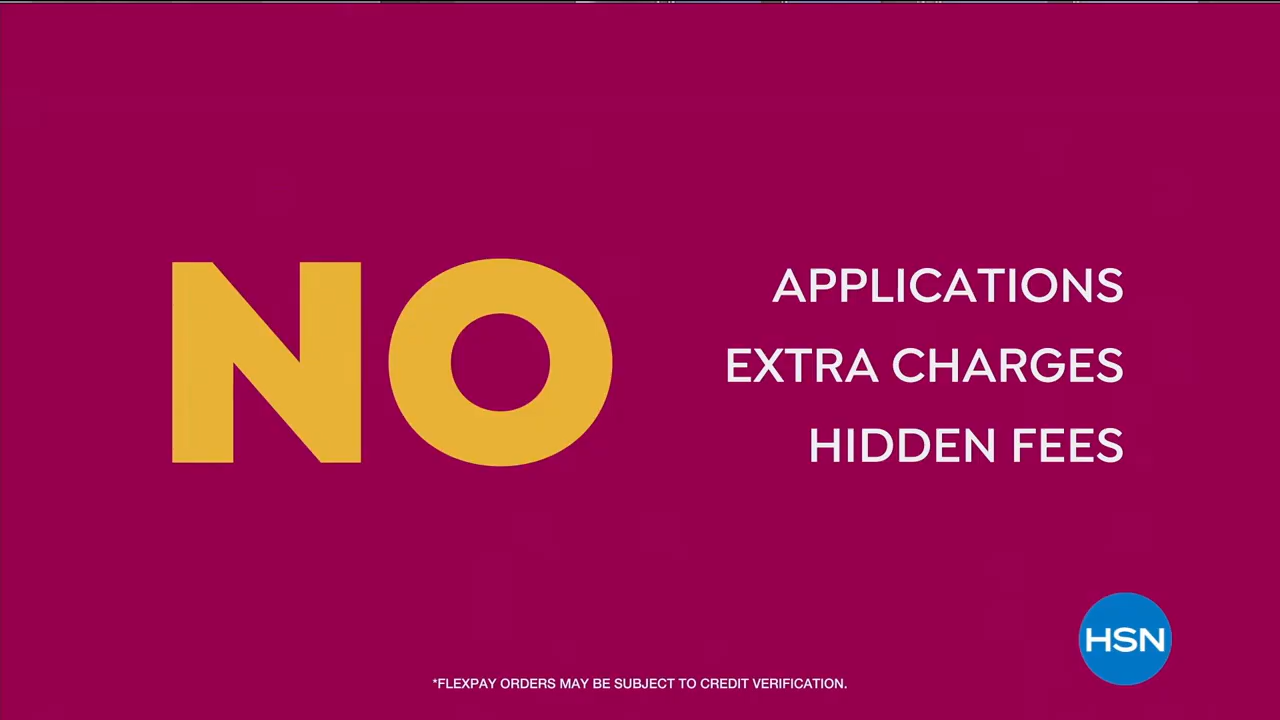 NO
APPLICATIONS
EXTRA CHARGES
HIDDEN FEES
HSN
*FLEXPAY ORDERS MAY BE SUBJECT TO CREDIT VERIFICATION.